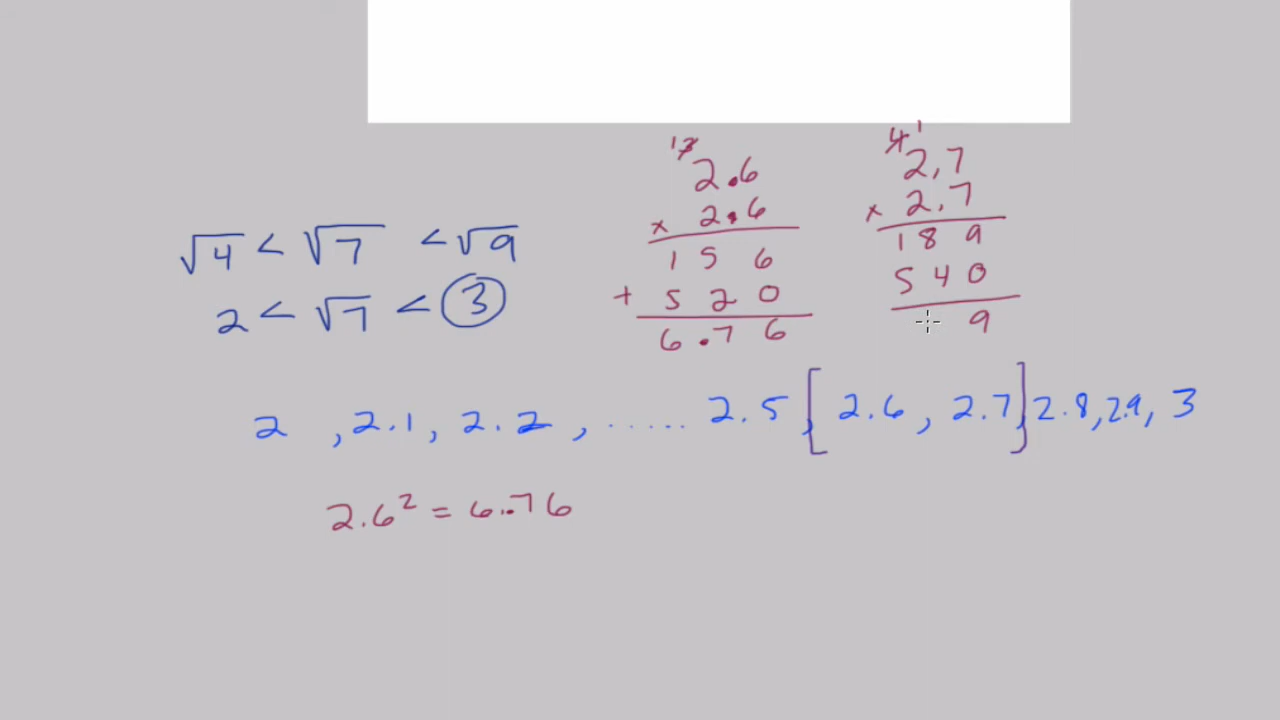 √4 < √7 < √9
2 < √7 < 3
13
2.6
x 2.6
1 5 6
+ 5 2 0
6.7 6
4 1
2,7
x 2,7
1 8 9
5 4 0
9
2 , 2.1, 2.2 , ...... 2.5 [, 2.6 , 2.7], 2.8, 2.9, 3
2.6² = 6.76